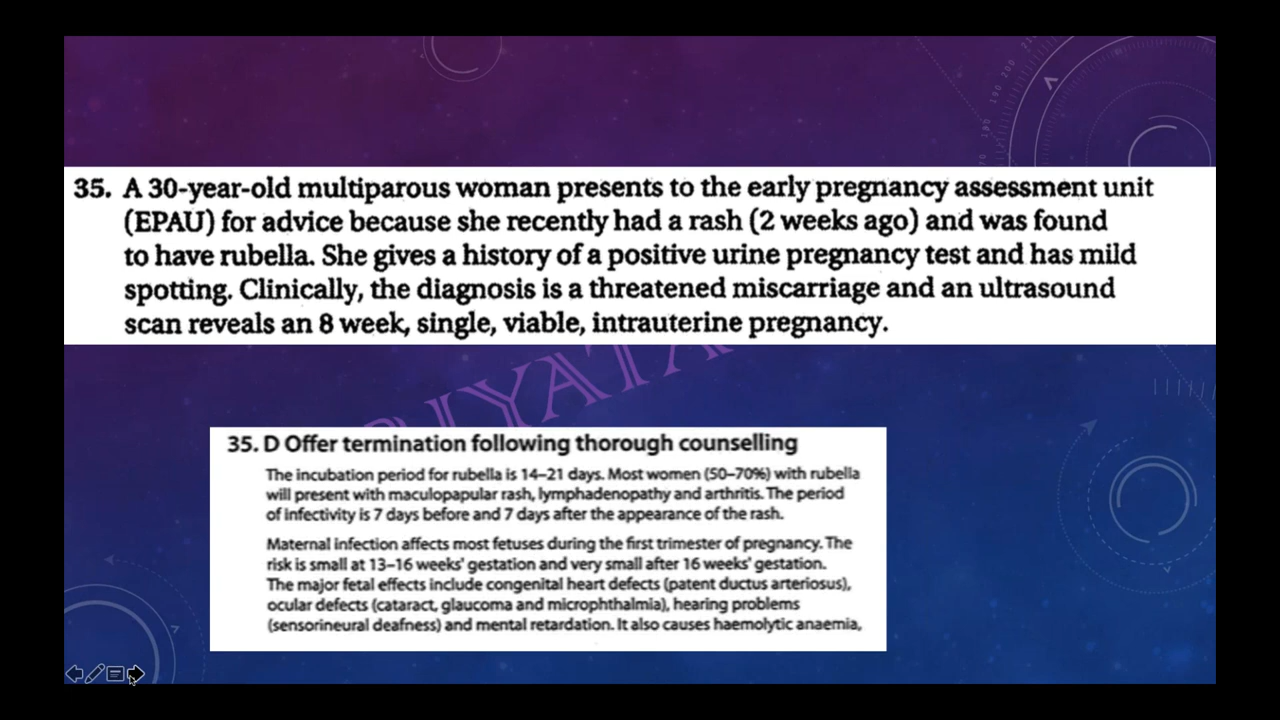 35. A 30-year-old multiparous woman presents to the early pregnancy assessment unit
(EPAU) for advice because she recently had a rash (2 weeks ago) and was found
to have rubella. She gives a history of a positive urine pregnancy test and has mild
spotting. Clinically, the diagnosis is a threatened miscarriage and an ultrasound
scan reveals an 8 week, single, viable, intrauterine pregnancy.
35. D Offer termination following thorough counselling
The incubation period for rubella is 14–21 days. Most women (50–70%) with rubella
will present with maculopapular rash, lymphadenopathy and arthritis. The period
of infectivity is 7 days before and 7 days after the appearance of the rash.
Maternal infection affects most fetuses during the first trimester of pregnancy. The
risk is small at 13–16 weeks' gestation and very small after 16 weeks' gestation.
The major fetal effects include congenital heart defects (patent ductus arteriosus),
ocular defects (cataract, glaucoma and microphthalmia), hearing problems
(sensorineural deafness) and mental retardation. It also causes haemolytic anaemia,